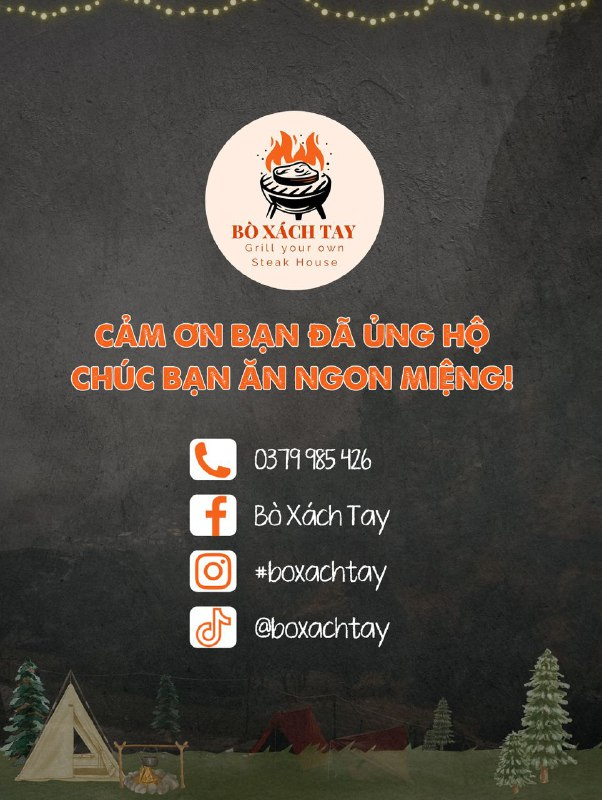 BÒ XÁCH TAY
Grill your own
Steak House
CẢM ƠN BẠN ĐÃ ỦNG HỘ
CHÚC BẠN ĂN NGON MIỆNG!
0379 985 426
Bò Xách Tay
#boxachtay
@boxachtay